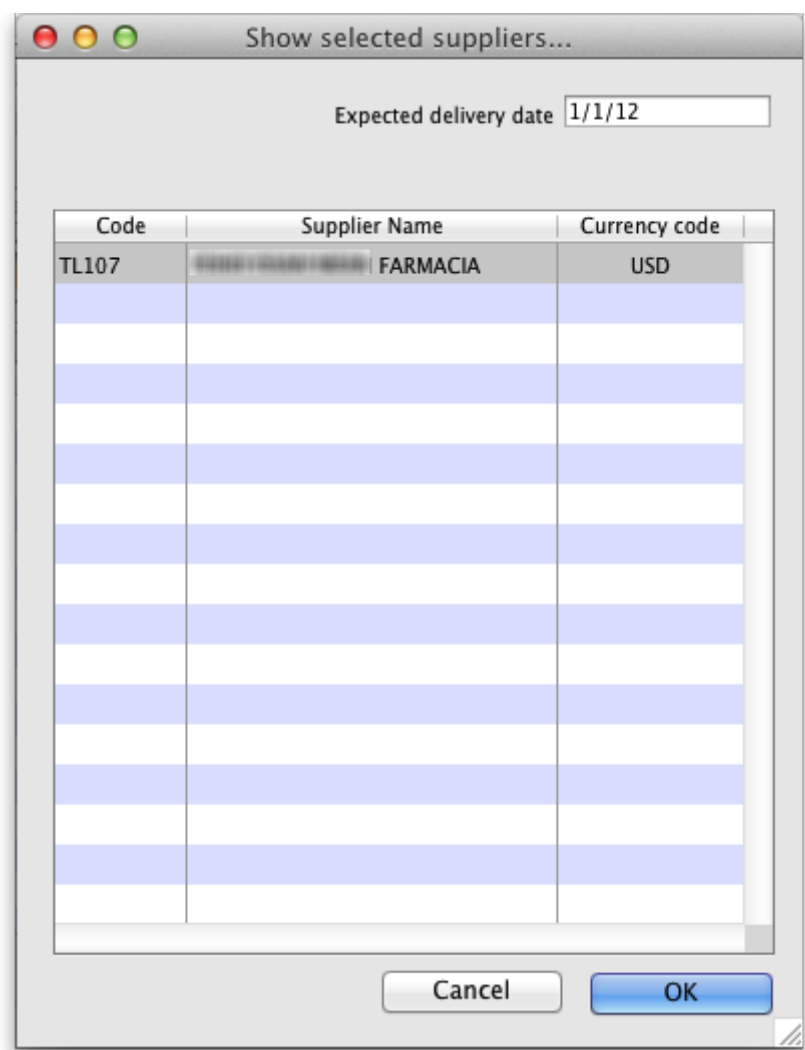 Show selected suppliers...
Expected delivery date 1/1/12
Code Supplier Name Currency code
TL107 FARMACIA USD
Cancel OK